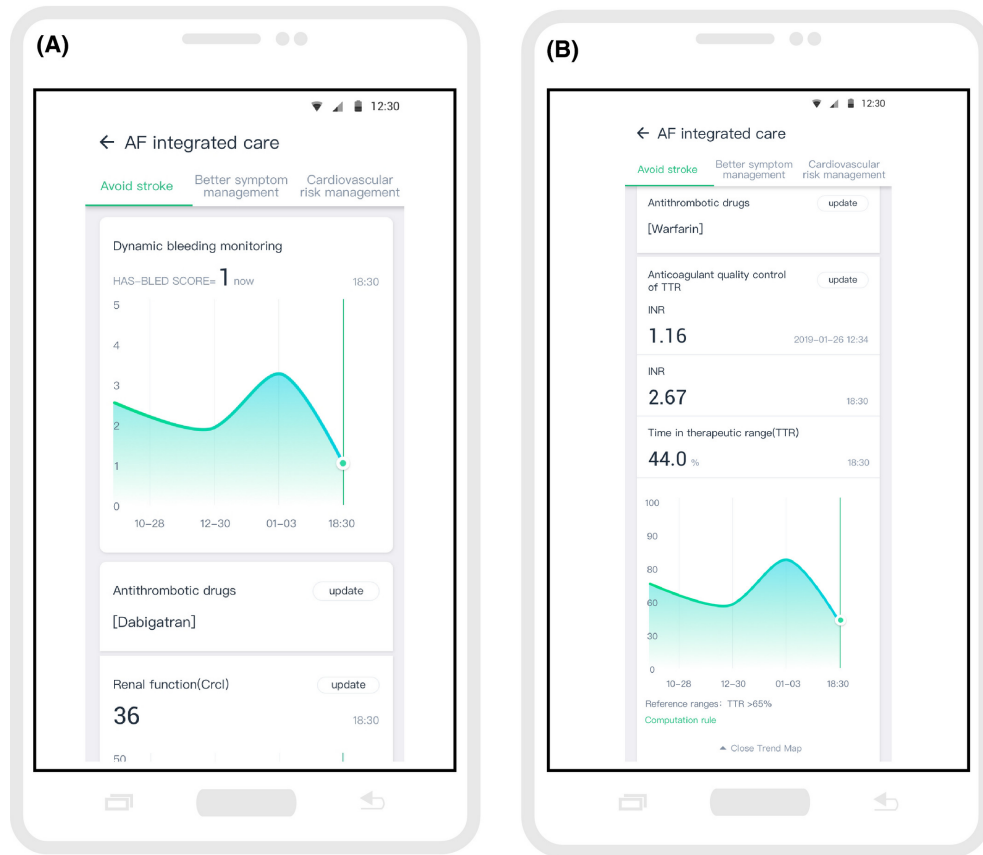 (A)
12:30
← AF integrated care
Avoid stroke
Better symptom
management
Cardiovascular
risk management
Dynamic bleeding monitoring
HAS-BLED SCORE= 1 now 18:30
5
4
3
2
1
0
10-28 12-30 01-03 18:30
Antithrombotic drugs update
[Dabigatran]
Renal function(Crcl) update
36 18:30
50
(B)
12:30
← AF integrated care
Avoid stroke
Better symptom
management
Cardiovascular
risk management
Antithrombotic drugs update
[Warfarin]
Anticoagulant quality control
of TTR
update
INR
1.16 2019-01-26 12:34
INR
2.67 18:30
Time in therapeutic range(TTR)
44.0 % 18:30
100
90
80
60
30
0
10-28 12-30 01-03 18:30
Reference ranges: TTR >65%
Computation rule
Close Trend Map